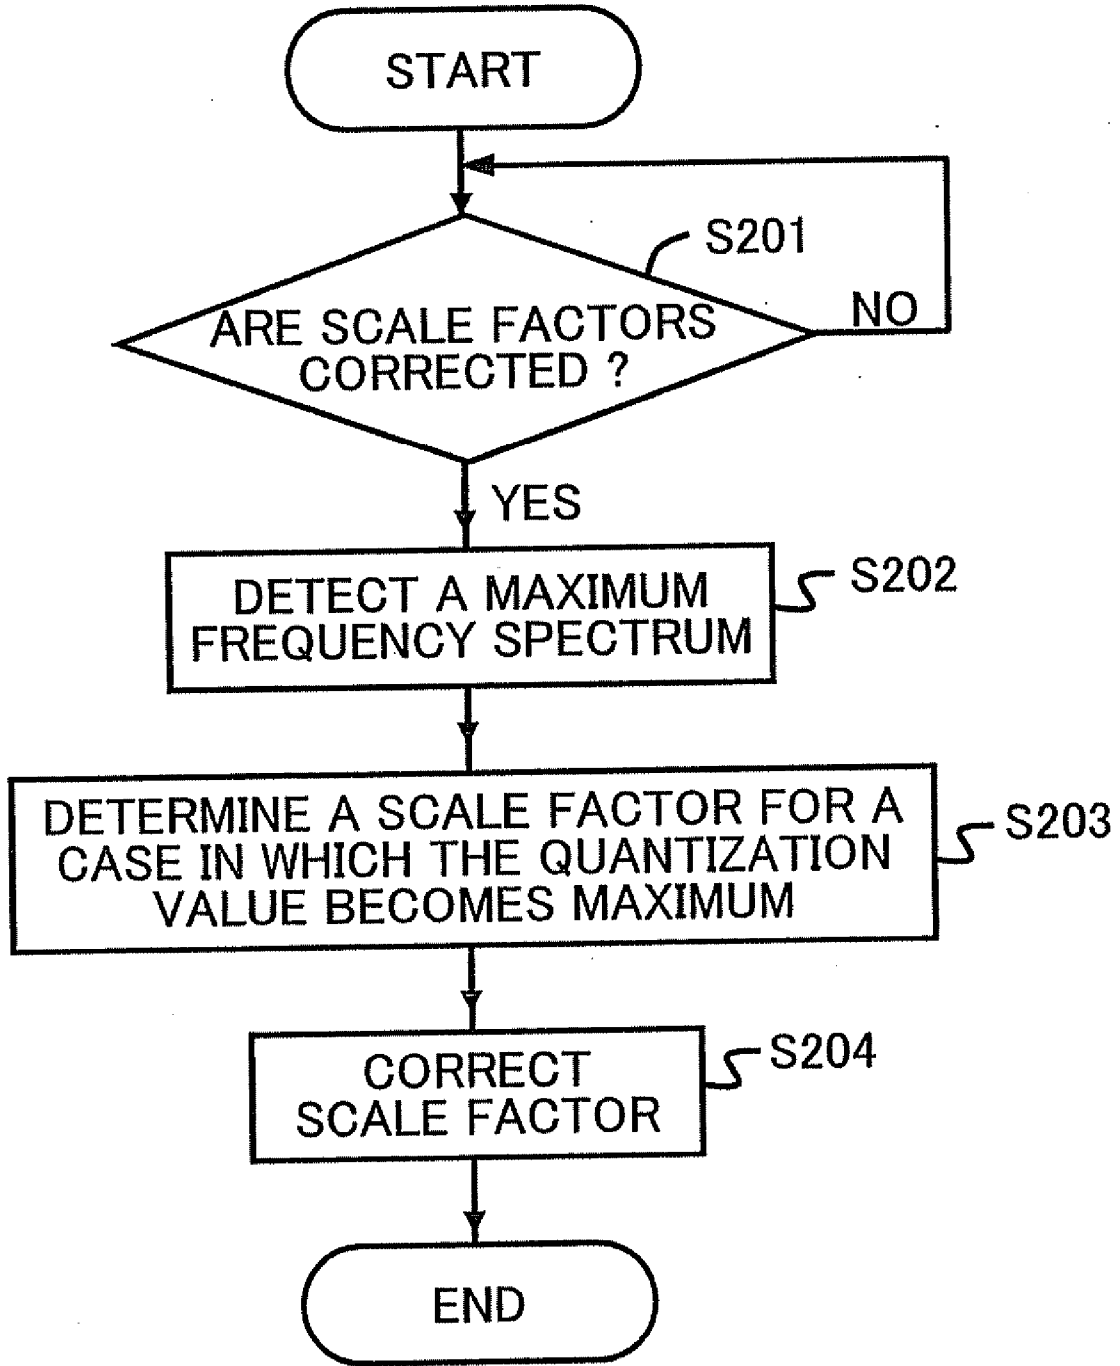 START
S201
ARE SCALE FACTORS
CORRECTED ?
NO
YES
S202
DETECT A MAXIMUM
FREQUENCY SPECTRUM
S203
DETERMINE A SCALE FACTOR FOR A
CASE IN WHICH THE QUANTIZATION
VALUE BECOMES MAXIMUM
S204
CORRECT
SCALE FACTOR
END